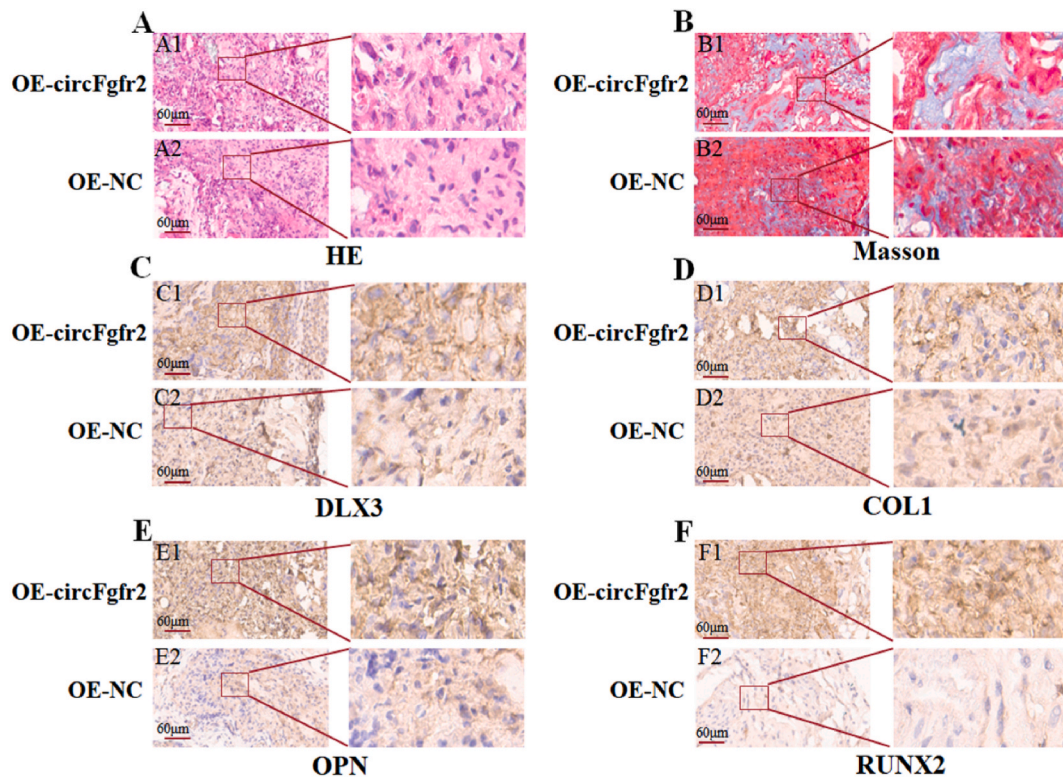 A
B
A1
B1
OE-circFgfr2
OE-circFgfr2
60μm
60μm
A2
B2
OE-NC
OE-NC
60μm
60μm
HE
Masson
C
D
C1
D1
OE-circFgfr2
OE-circFgfr2
60μm
60μm
C2
D2
OE-NC
OE-NC
60μm
60μm
DLX3
COL1
E
F
E1
F1
OE-circFgfr2
OE-circFgfr2
60μm
60μm
E2
F2
OE-NC
OE-NC
60μm
60μm
OPN
RUNX2